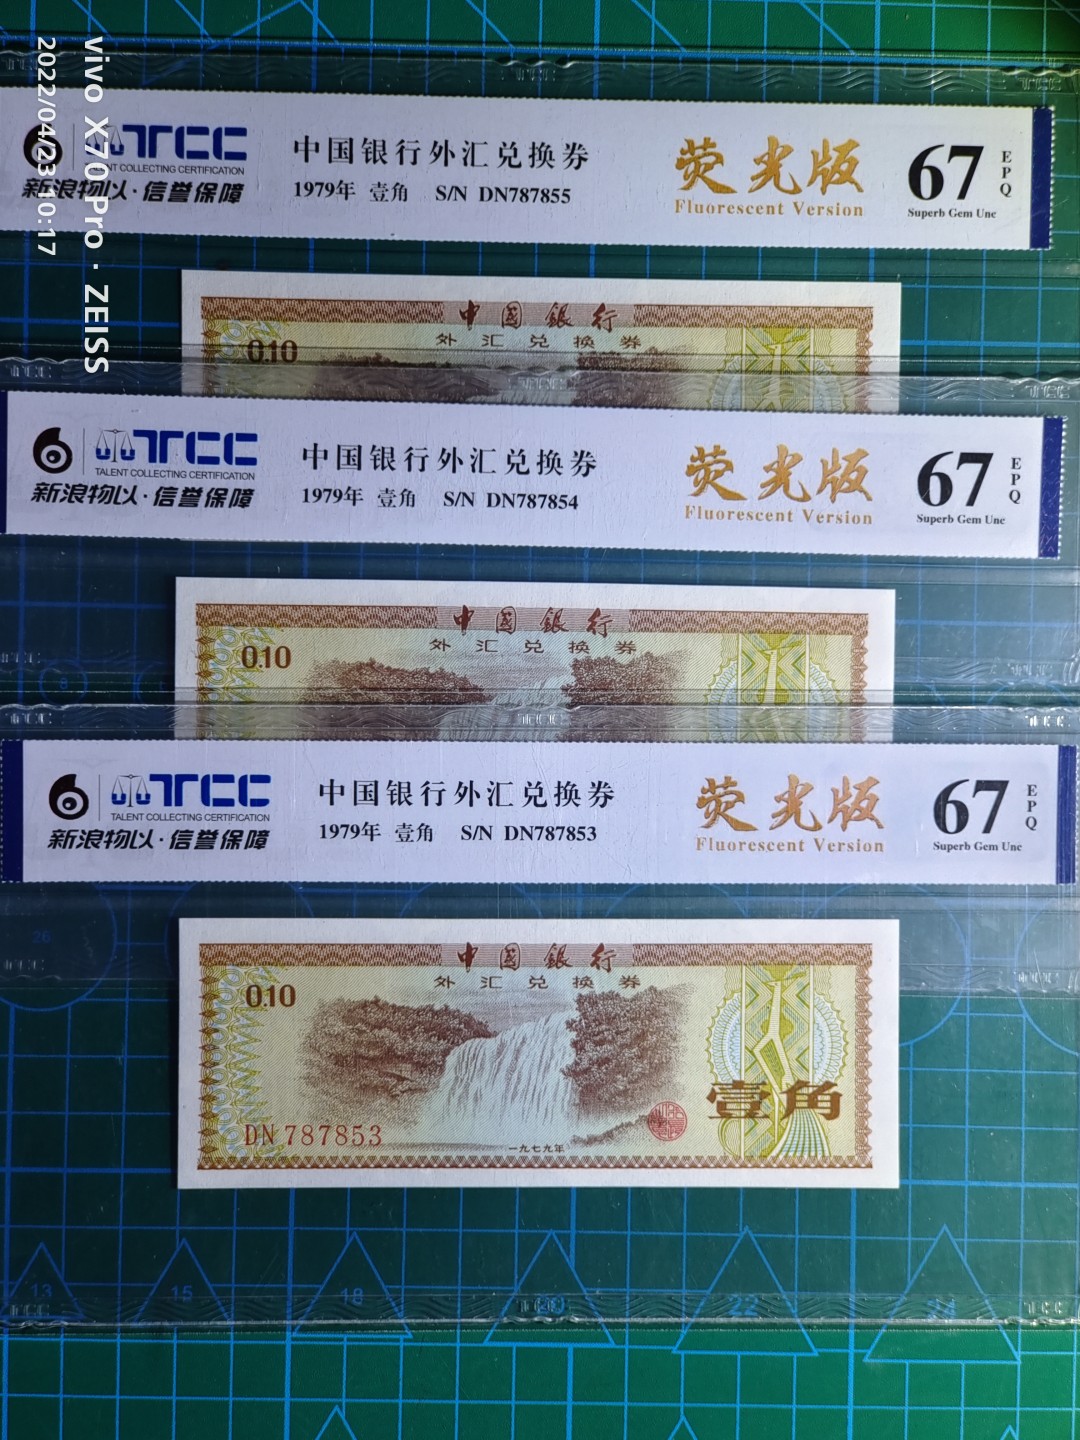 vivo X70 Pro · ZEISS
2022/04/23 10:17
TCC
TALENT COLLECTING CERTIFICATION
新浪物以·信誉保障
中国银行外汇兑换券
1979年 壹角 S/N DN787855
荧光版
Fluorescent Version
67
EPQ
Superb Gem Unc
中国银行
外汇兑换券
0.10
TCC
TALENT COLLECTING CERTIFICATION
新浪物以·信誉保障
中国银行外汇兑换券
1979年 壹角 S/N DN787854
荧光版
Fluorescent Version
67
EPQ
Superb Gem Unc
中国银行
外汇兑换券
0.10
TCC
TALENT COLLECTING CERTIFICATION
新浪物以·信誉保障
中国银行外汇兑换券
1979年 壹角 S/N DN787853
荧光版
Fluorescent Version
67
EPQ
Superb Gem Unc
中国银行
外汇兑换券
0.10
壹角
DN 787853
一九七九年
26
13
15
18
22